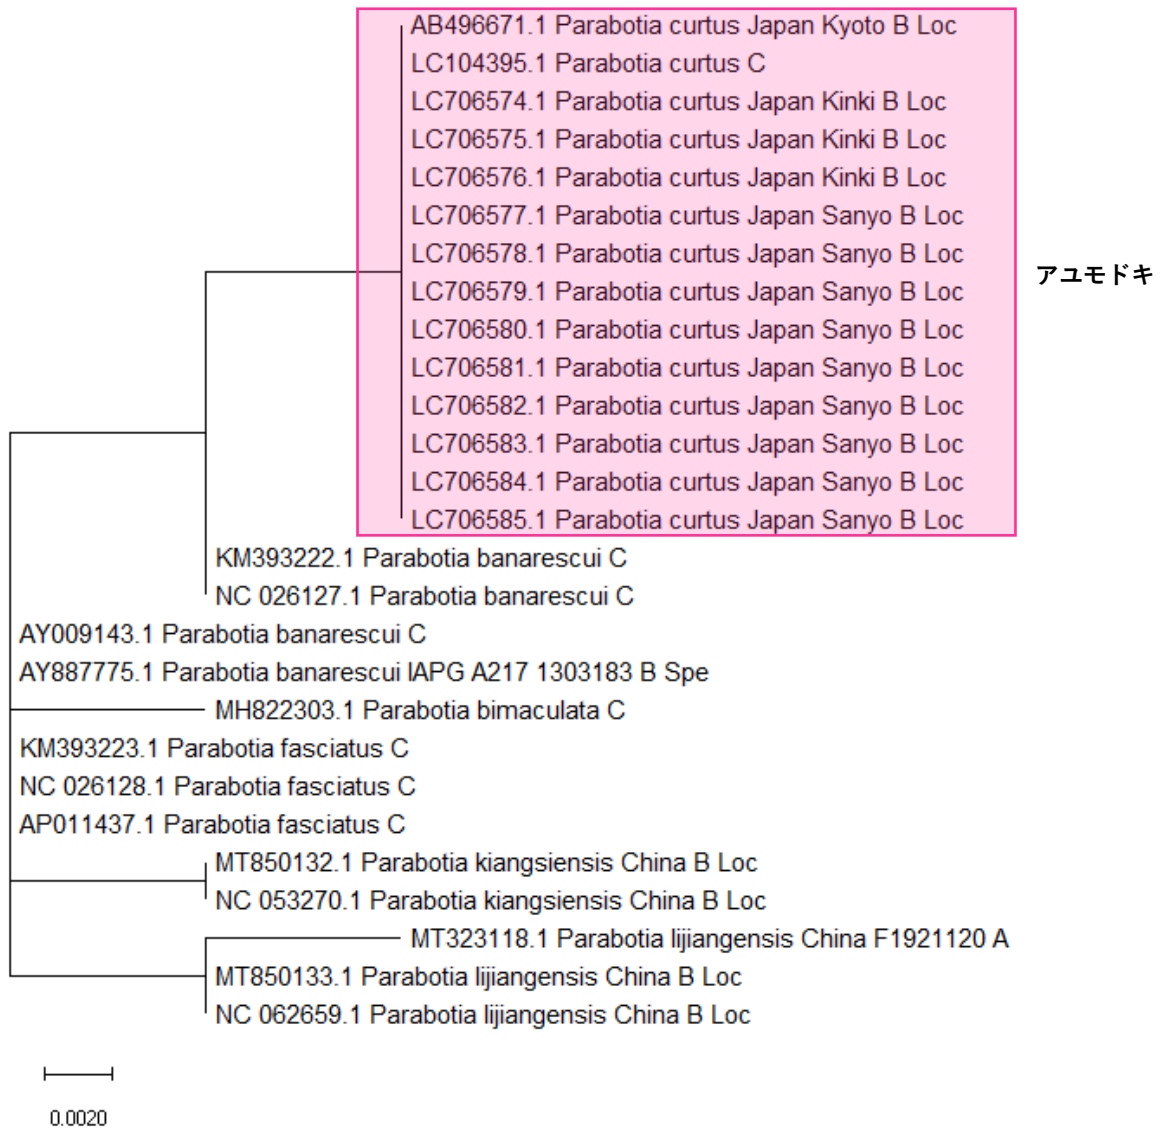 AB496671.1 Parabotia curtus Japan Kyoto B Loc
LC104395.1 Parabotia curtus C
LC706574.1 Parabotia curtus Japan Kinki B Loc
LC706575.1 Parabotia curtus Japan Kinki B Loc
LC706576.1 Parabotia curtus Japan Kinki B Loc
LC706577.1 Parabotia curtus Japan Sanyo B Loc
LC706578.1 Parabotia curtus Japan Sanyo B Loc
アユモドキ
LC706579.1 Parabotia curtus Japan Sanyo B Loc
LC706580.1 Parabotia curtus Japan Sanyo B Loc
LC706581.1 Parabotia curtus Japan Sanyo B Loc
LC706582.1 Parabotia curtus Japan Sanyo B Loc
LC706583.1 Parabotia curtus Japan Sanyo B Loc
LC706584.1 Parabotia curtus Japan Sanyo B Loc
LC706585.1 Parabotia curtus Japan Sanyo B Loc
KM393222.1 Parabotia banarescui C
NC 026127.1 Parabotia banarescui C
AY009143.1 Parabotia banarescui C
AY887775.1 Parabotia banarescui IAPG A217 1303183 B Spe
MH822303.1 Parabotia bimaculata C
KM393223.1 Parabotia fasciatus C
NC 026128.1 Parabotia fasciatus C
AP011437.1 Parabotia fasciatus C
MT850132.1 Parabotia kiangsiensis China B Loc
NC 053270.1 Parabotia kiangsiensis China B Loc
MT323118.1 Parabotia lijiangensis China F1921120 A
MT850133.1 Parabotia lijiangensis China B Loc
NC 062659.1 Parabotia lijiangensis China B Loc
0.0020